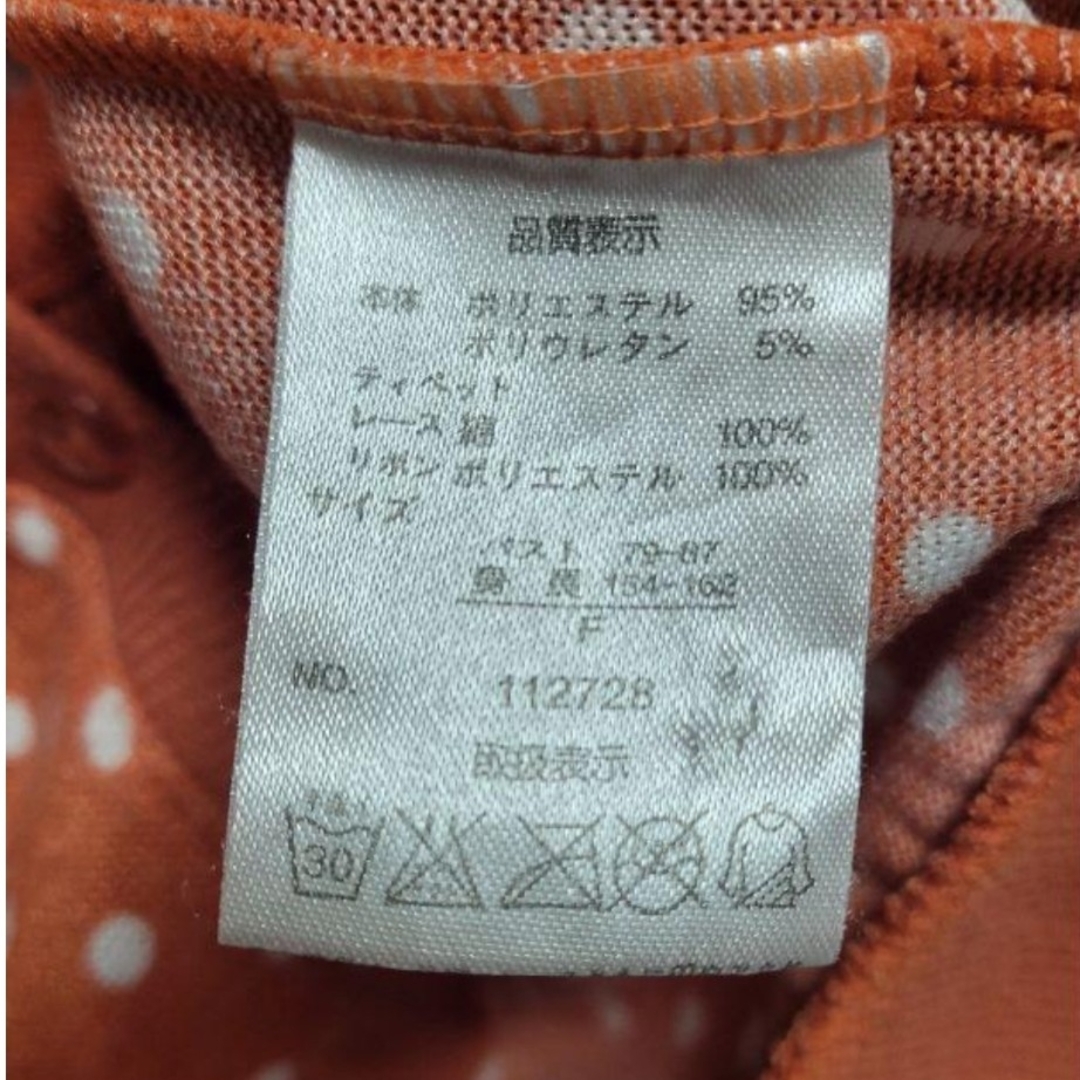 品質表示
本体 ポリエステル 95%
ポリウレタン 5%
ティペット
レース 綿 100%
リボン ポリエステル 100%
サイズ
バスト 79-87
身長 154-162
F
NO. 112728
取扱表示
30